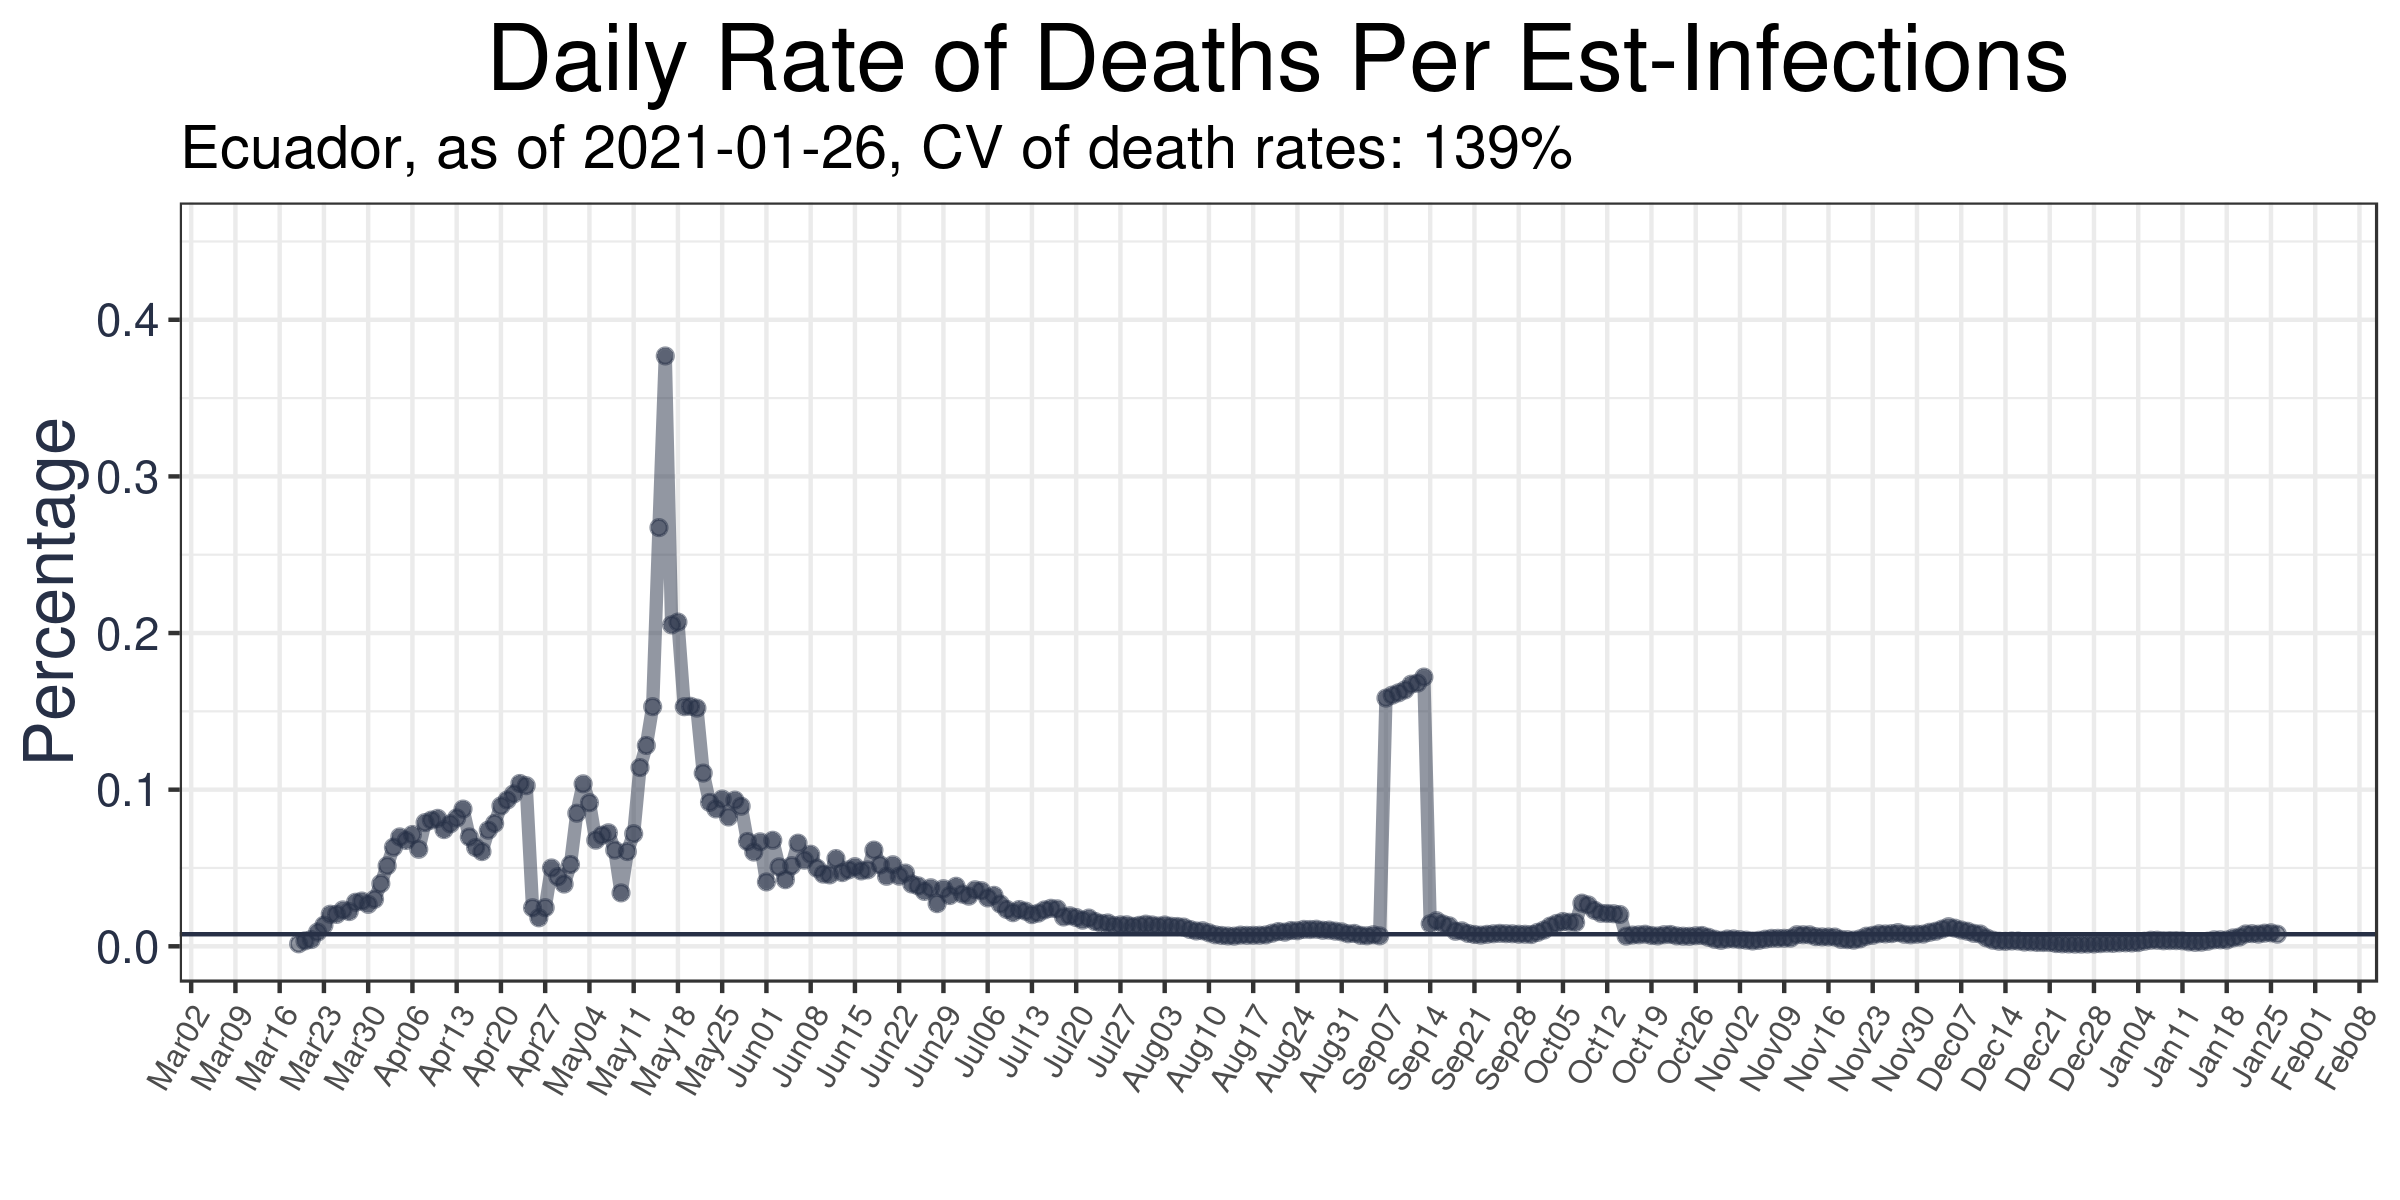 Daily Rate of Deaths Per Est-Infections
Ecuador, as of 2021-01-26, CV of death rates: 139%
Percentage
0.4
0.3
0.2
0.1
0.0
Mar02
Mar09
Mar16
Mar23
Mar30
Apr06
Apr13
Apr20
Apr27
May04
May11
May18
May25
Jun01
Jun08
Jun15
Jun22
Jun29
Jul06
Jul13
Jul20
Jul27
Aug03
Aug10
Aug17
Aug24
Aug31
Sep07
Sep14
Sep21
Sep28
Oct05
Oct12
Oct19
Oct26
Nov02
Nov09
Nov16
Nov23
Nov30
Dec07
Dec14
Dec21
Dec28
Jan04
Jan11
Jan18
Jan25
Feb01
Feb08